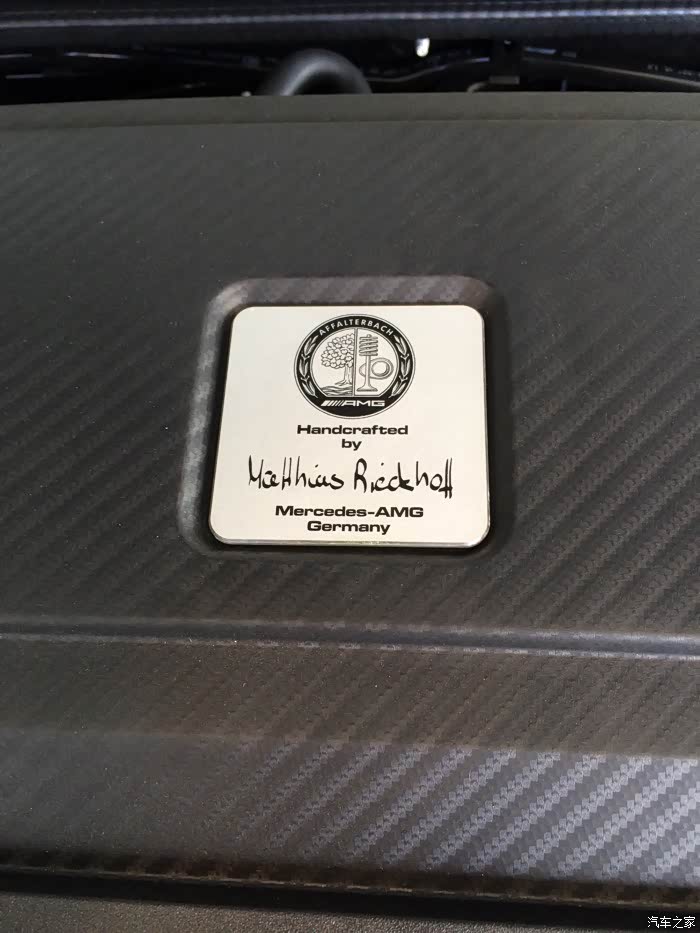 AFFALTERBACH
AMG
Handcrafted
by
Matthias Rieckhoff
Mercedes-AMG
Germany
汽车之家